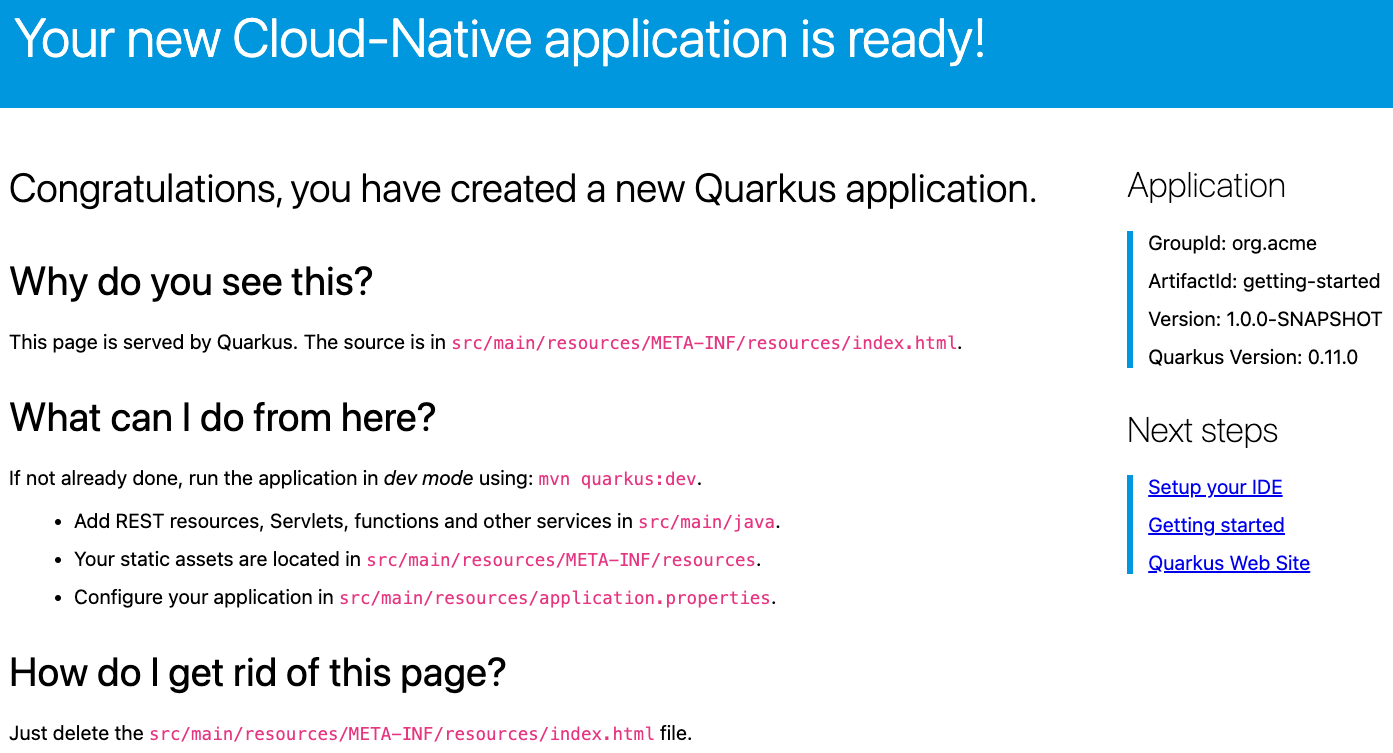 Your new Cloud-Native application is ready!
Congratulations, you have created a new Quarkus application.
Why do you see this?
This page is served by Quarkus. The source is in src/main/resources/META-INF/resources/index.html.
What can I do from here?
If not already done, run the application in dev mode using: mvn quarkus:dev.
• Add REST resources, Servlets, functions and other services in src/main/java.
• Your static assets are located in src/main/resources/META-INF/resources.
• Configure your application in src/main/resources/application.properties.
How do I get rid of this page?
Just delete the src/main/resources/META-INF/resources/index.html file.
Application
GroupId: org.acme
ArtifactId: getting-started
Version: 1.0.0-SNAPSHOT
Quarkus Version: 0.11.0
Next steps
Setup your IDE
Getting started
Quarkus Web Site